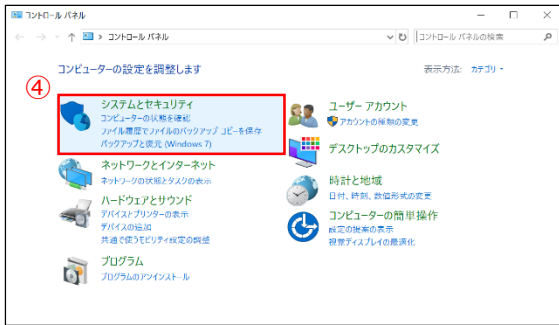 コントロール パネル
コントロール パネル
コントロール パネルの検索
コンピューターの設定を調整します
表示方法: カテゴリ
④
システムとセキュリティ
コンピューターの状態を確認
ファイル履歴でファイルのバックアップ コピーを保存
バックアップと復元 (Windows 7)
ネットワークとインターネット
ネットワークの状態とタスクの表示
ハードウェアとサウンド
デバイスとプリンターの表示
デバイスの追加
共通で使うモビリティ設定の調整
プログラム
プログラムのアンインストール
ユーザー アカウント
アカウントの種類の変更
デスクトップのカスタマイズ
時計と地域
日付、時刻、数値形式の変更
コンピューターの簡単操作
設定の提案の表示
視覚ディスプレイの最適化